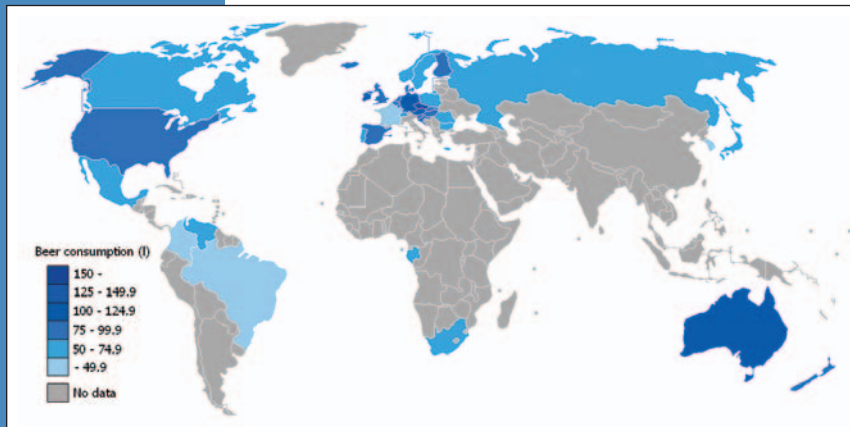 Beer consumption (l)
150 -
125 - 149.9
100 - 124.9
75 - 99.9
50 - 74.9
- 49.9
No data